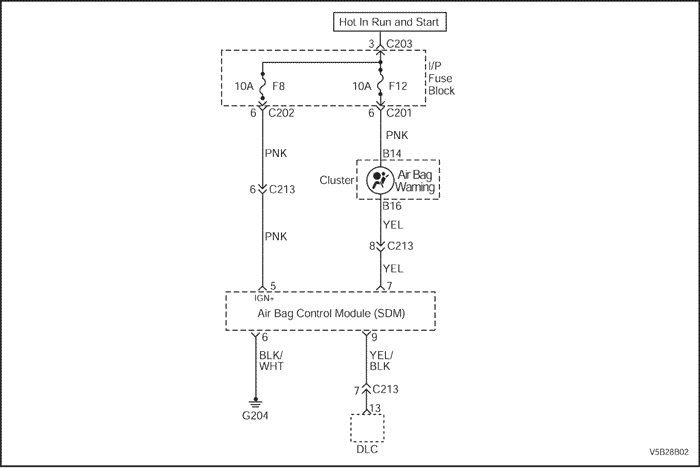 Hot In Run and Start
3 C203
I/P
Fuse
Block
10A F8
10A F12
6 C202
6 C201
PNK
PNK
B14
Cluster
Air Bag
Warning
6 C213
B16
YEL
PNK
8 C213
YEL
5
7
IGN+
Air Bag Control Module (SDM)
6
9
BLK/
WHT
YEL/
BLK
7 C213
G204
13
DLC
V5B28B02